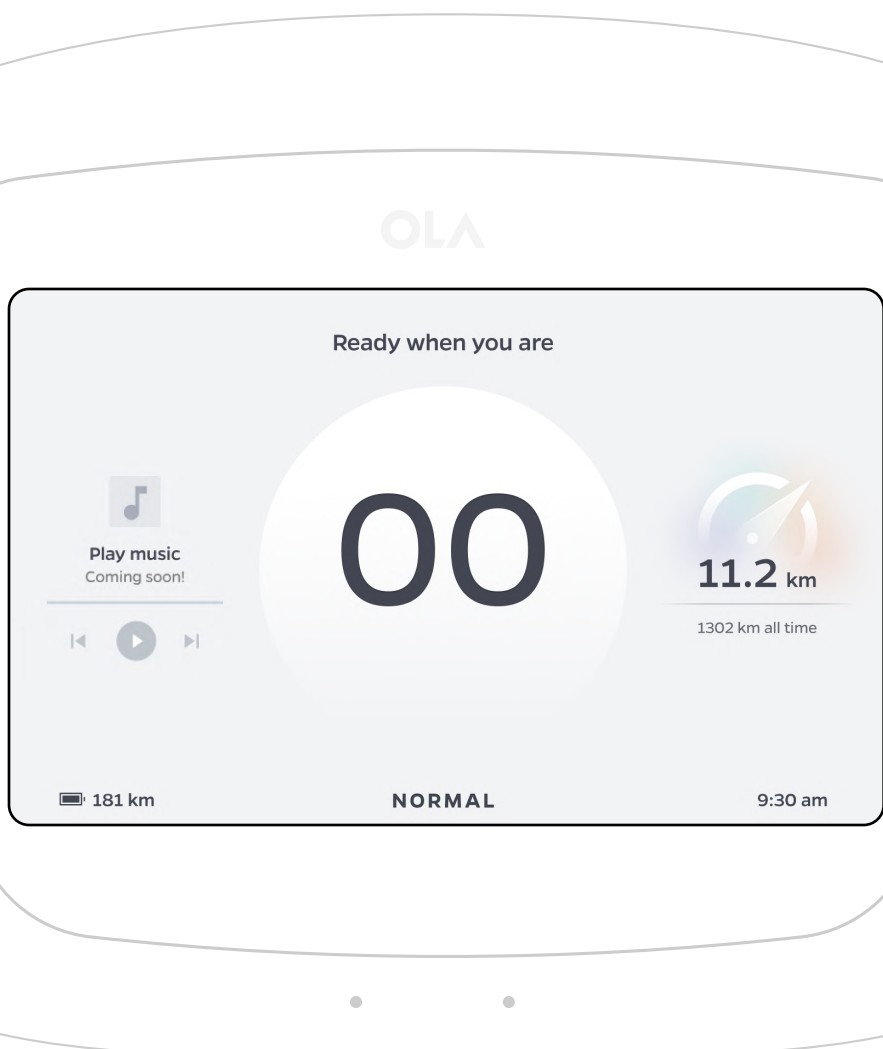 OLA
Ready when you are
00
Play music
Coming soon!
11.2 km
1302 km all time
181 km
NORMAL
9:30 am